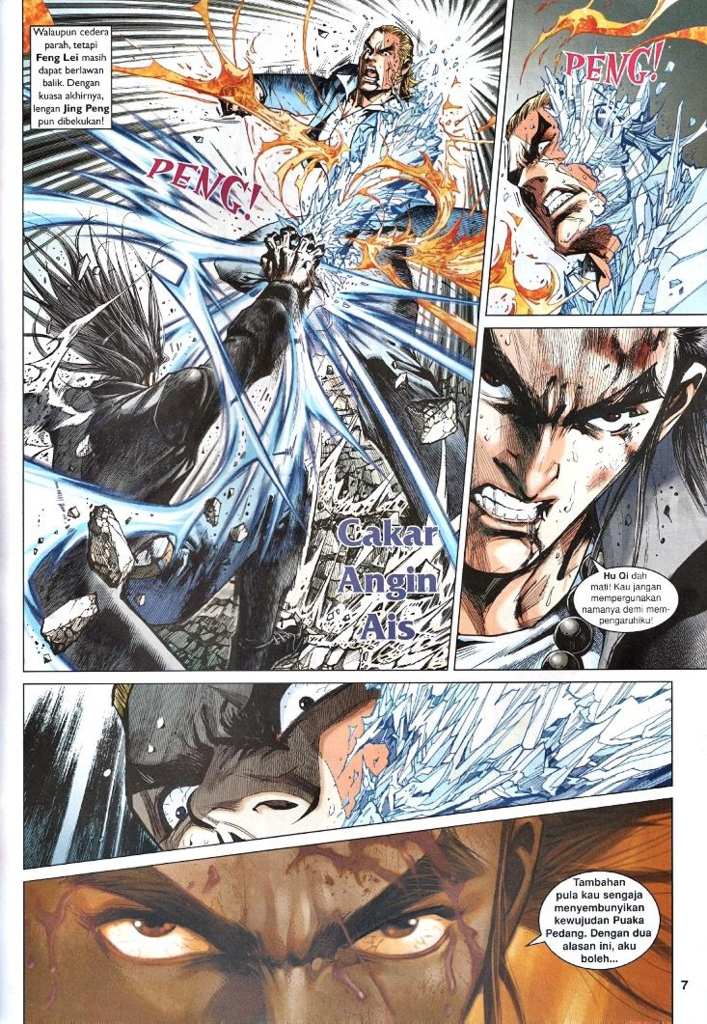 Walaupun cedera
parah, tetapi
Feng Lei masih
dapat berlawan
balik. Dengan
kuasa akhirnya,
lengan Jing Peng
pun dibekukan!
PENG!
PENG!
Cakar
Angin
Ais
Hu Qi dah
mati! Kau jangan
mempergunakan
namanya demi mem-
pengaruhiku!
Tambahan
pula kau sengaja
menyembunyikan
kewujudan Puaka
Pedang. Dengan dua
alasan ini, aku
boleh...
7